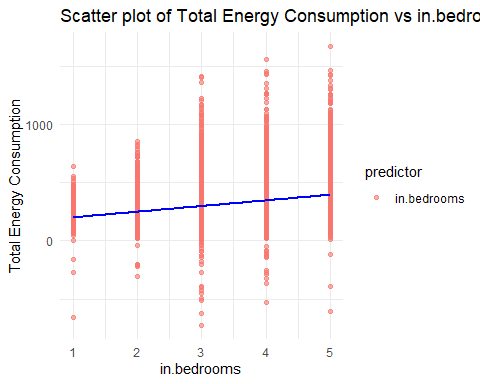 Scatter plot of Total Energy Consumption vs in.bedro
Total Energy Consumption
1000
0
1 2 3 4 5
in.bedrooms
predictor
in.bedrooms